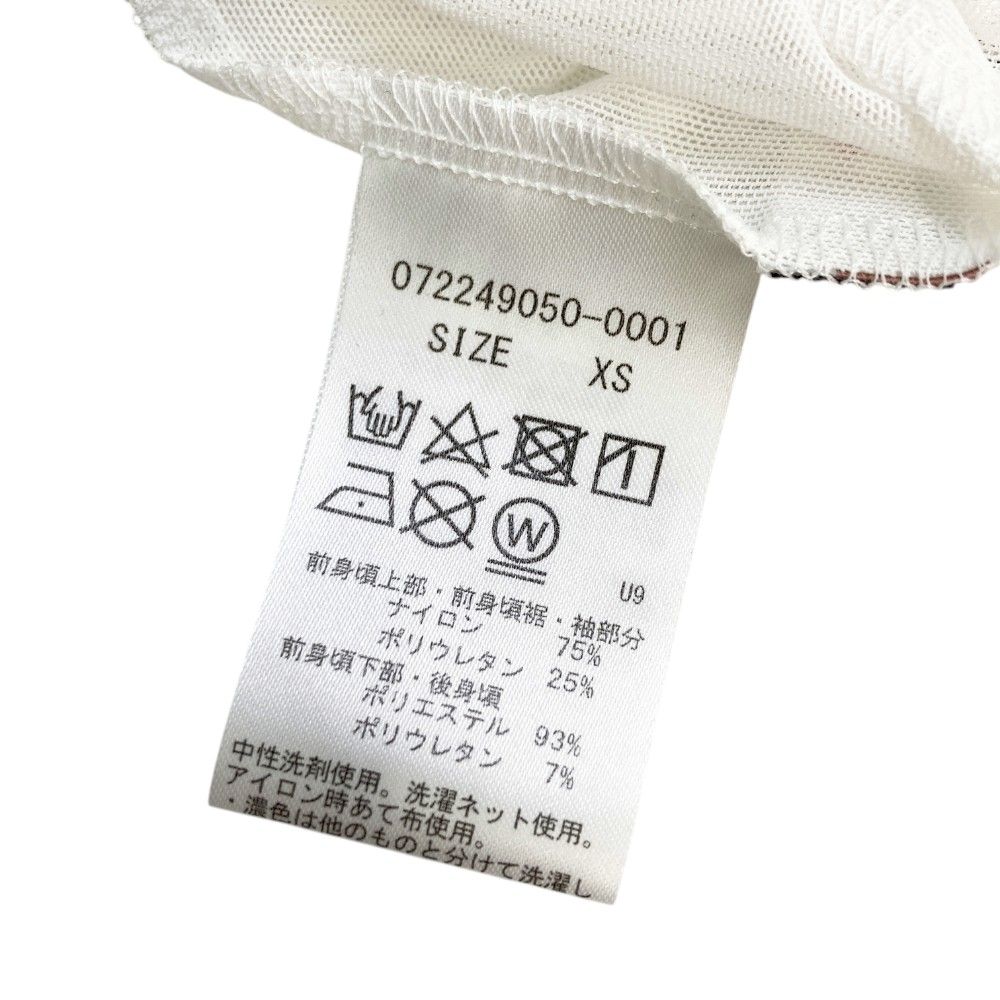 072249050-0001
SIZE XS
W
U9
前身頃上部・前身頃裾・袖部分
ナイロン 75%
ポリウレタン 25%
前身頃下部・後身頃
ポリエステル 93%
ポリウレタン 7%
中性洗剤使用。洗濯ネット使用。
アイロン時あて布使用。
・濃色は他のものと分けて洗濯し